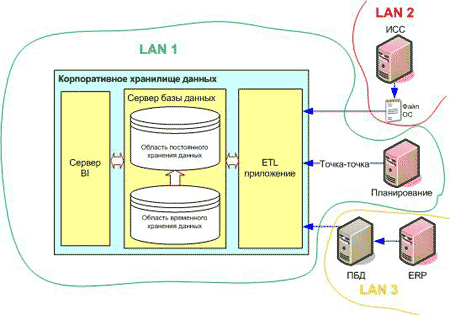 LAN 2
ИСС
LAN 1
Корпоративное хранилище данных
Файл
ОС
Сервер базы данных
Область постоянного
хранения данных
Сервер
BI
ETL
приложение
Точка-точка
Планирование
Область временного
хранения данных
ПБД
ERP
LAN 3